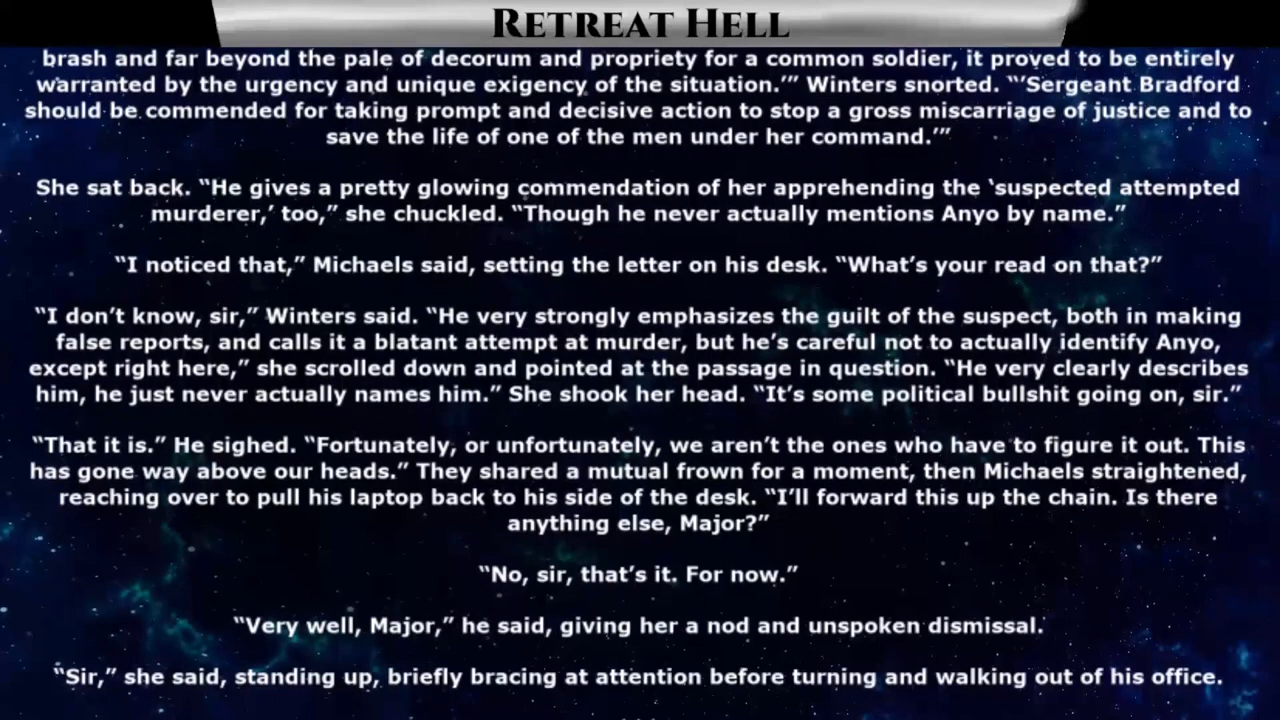 RETREAT HELL
brash and far beyond the pale of decorum and propriety for a common soldier, it proved to be entirely
warranted by the urgency and unique exigency of the situation.’” Winters snorted. “‘Sergeant Bradford
should be commended for taking prompt and decisive action to stop a gross miscarriage of justice and to
save the life of one of the men under her command.’”
She sat back. “He gives a pretty glowing commendation of her apprehending the ‘suspected attempted
murderer,’ too,” she chuckled. “Though he never actually mentions Anyo by name.”
“I noticed that,” Michaels said, setting the letter on his desk. “What’s your read on that?”
“I don’t know, sir,” Winters said. “He very strongly emphasizes the guilt of the suspect, both in making
false reports, and calls it a blatant attempt at murder, but he’s careful not to actually identify Anyo,
except right here,” she scrolled down and pointed at the passage in question. “He very clearly describes
him, he just never actually names him.” She shook her head. “It’s some political bullshit going on, sir.”
“That it is.” He sighed. “Fortunately, or unfortunately, we aren’t the ones who have to figure it out. This
has gone way above our heads.” They shared a mutual frown for a moment, then Michaels straightened,
reaching over to pull his laptop back to his side of the desk. “I’ll forward this up the chain. Is there
anything else, Major?”
“No, sir, that’s it. For now.”
“Very well, Major,” he said, giving her a nod and unspoken dismissal.
“Sir,” she said, standing up, briefly bracing at attention before turning and walking out of his office.